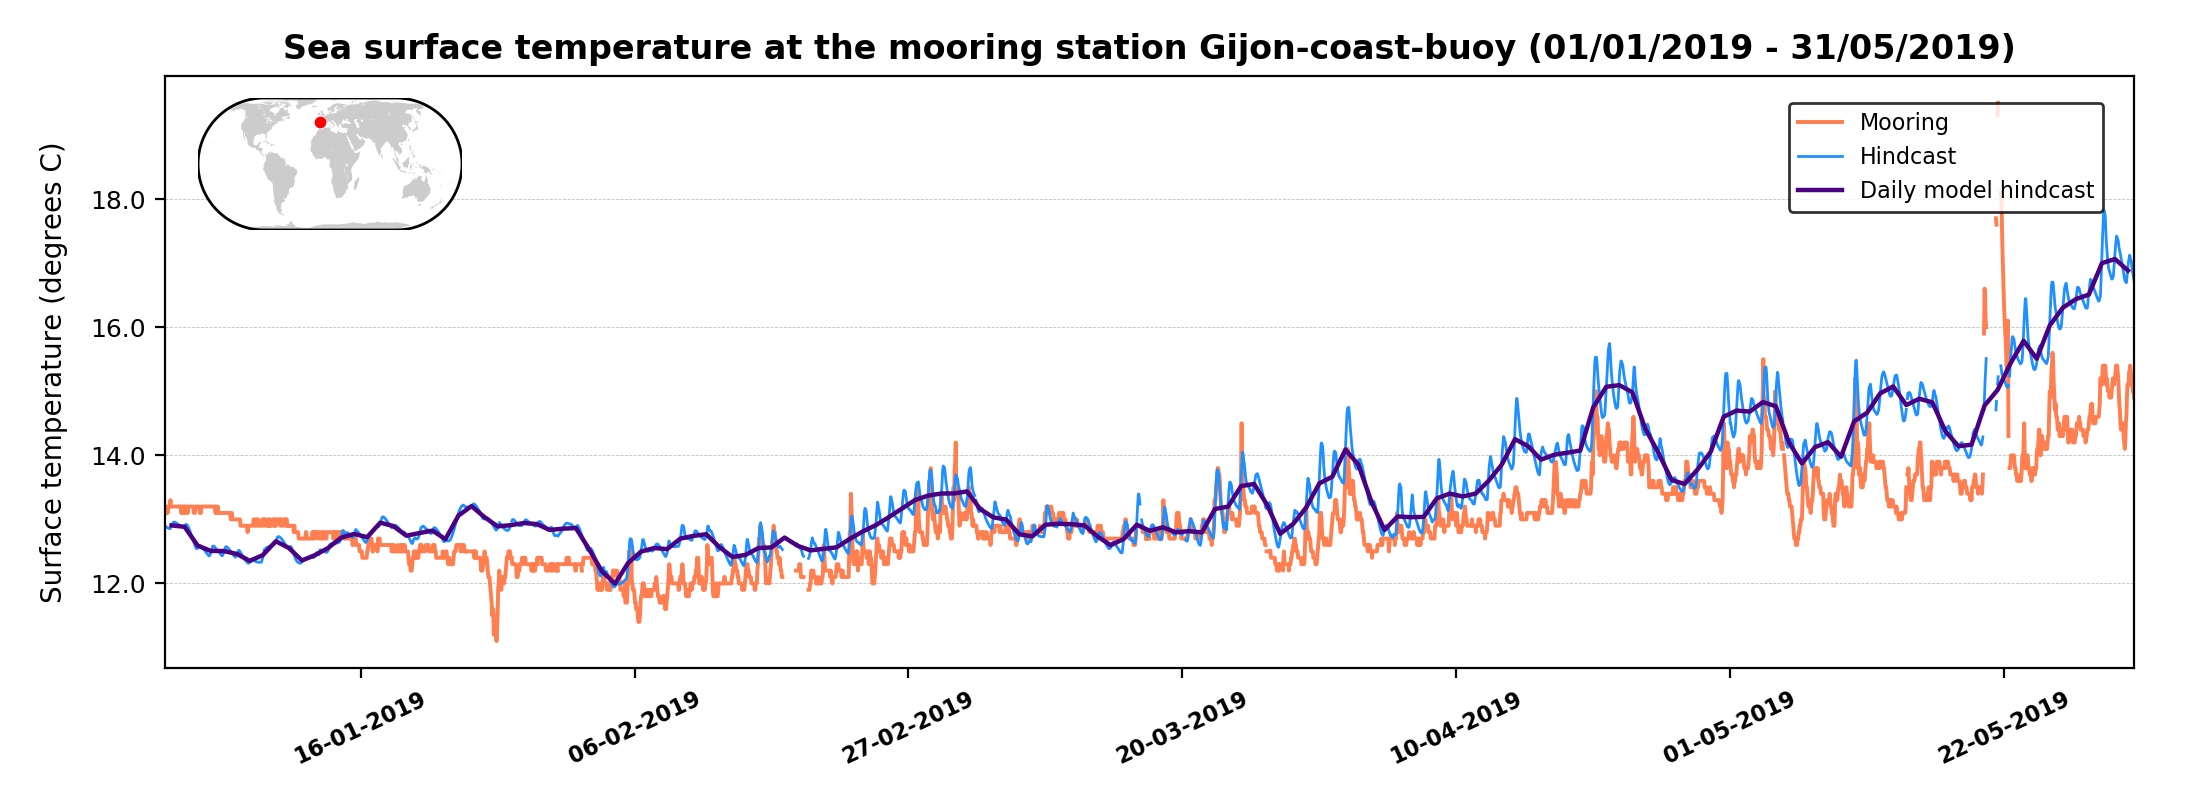 Sea surface temperature at the mooring station Gijon-coast-buoy (01/01/2019 - 31/05/2019)
Surface temperature (degrees C)
18.0
16.0
14.0
12.0
Mooring
Hindcast
Daily model hindcast
16-01-2019
06-02-2019
27-02-2019
20-03-2019
10-04-2019
01-05-2019
22-05-2019